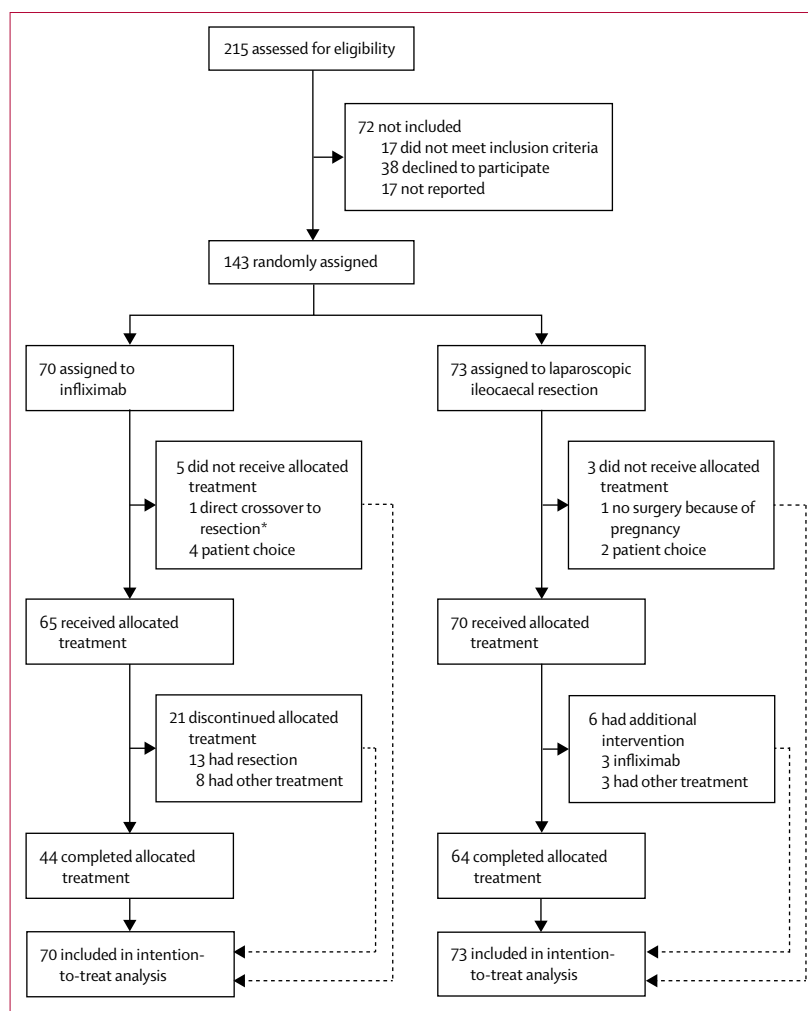 215 assessed for eligibility
72 not included
17 did not meet inclusion criteria
38 declined to participate
17 not reported
143 randomly assigned
70 assigned to
infliximab
73 assigned to laparoscopic
ileocaecal resection
5 did not receive allocated
treatment
1 direct crossover to
resection*
4 patient choice
3 did not receive allocated
treatment
1 no surgery because of
pregnancy
2 patient choice
65 received allocated
treatment
70 received allocated
treatment
21 discontinued allocated
treatment
13 had resection
8 had other treatment
6 had additional
intervention
3 infliximab
3 had other treatment
44 completed allocated
treatment
64 completed allocated
treatment
70 included in intention-
to-treat analysis
73 included in intention-
to-treat analysis